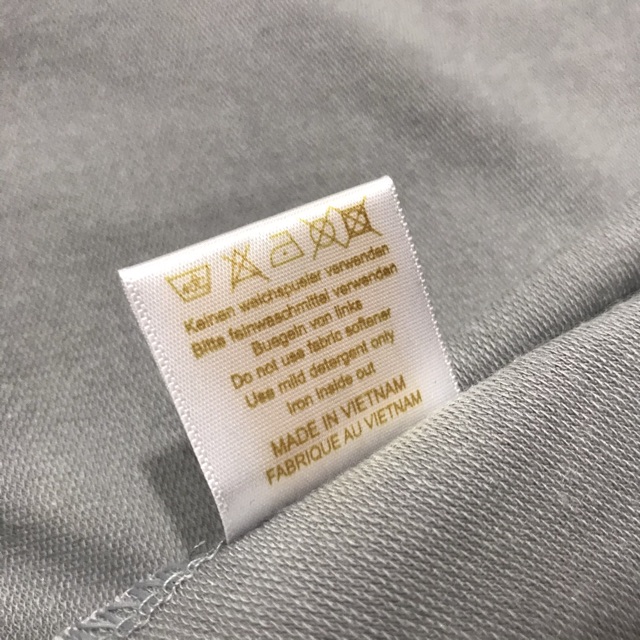 Keinen weichspueler verwenden
Bitte feinwaschmittel verwenden
Buegeln von links
Do not use fabric softener
Use mild detergent only
Iron inside out
MADE IN VIETNAM
FABRIQUE AU VIETNAM